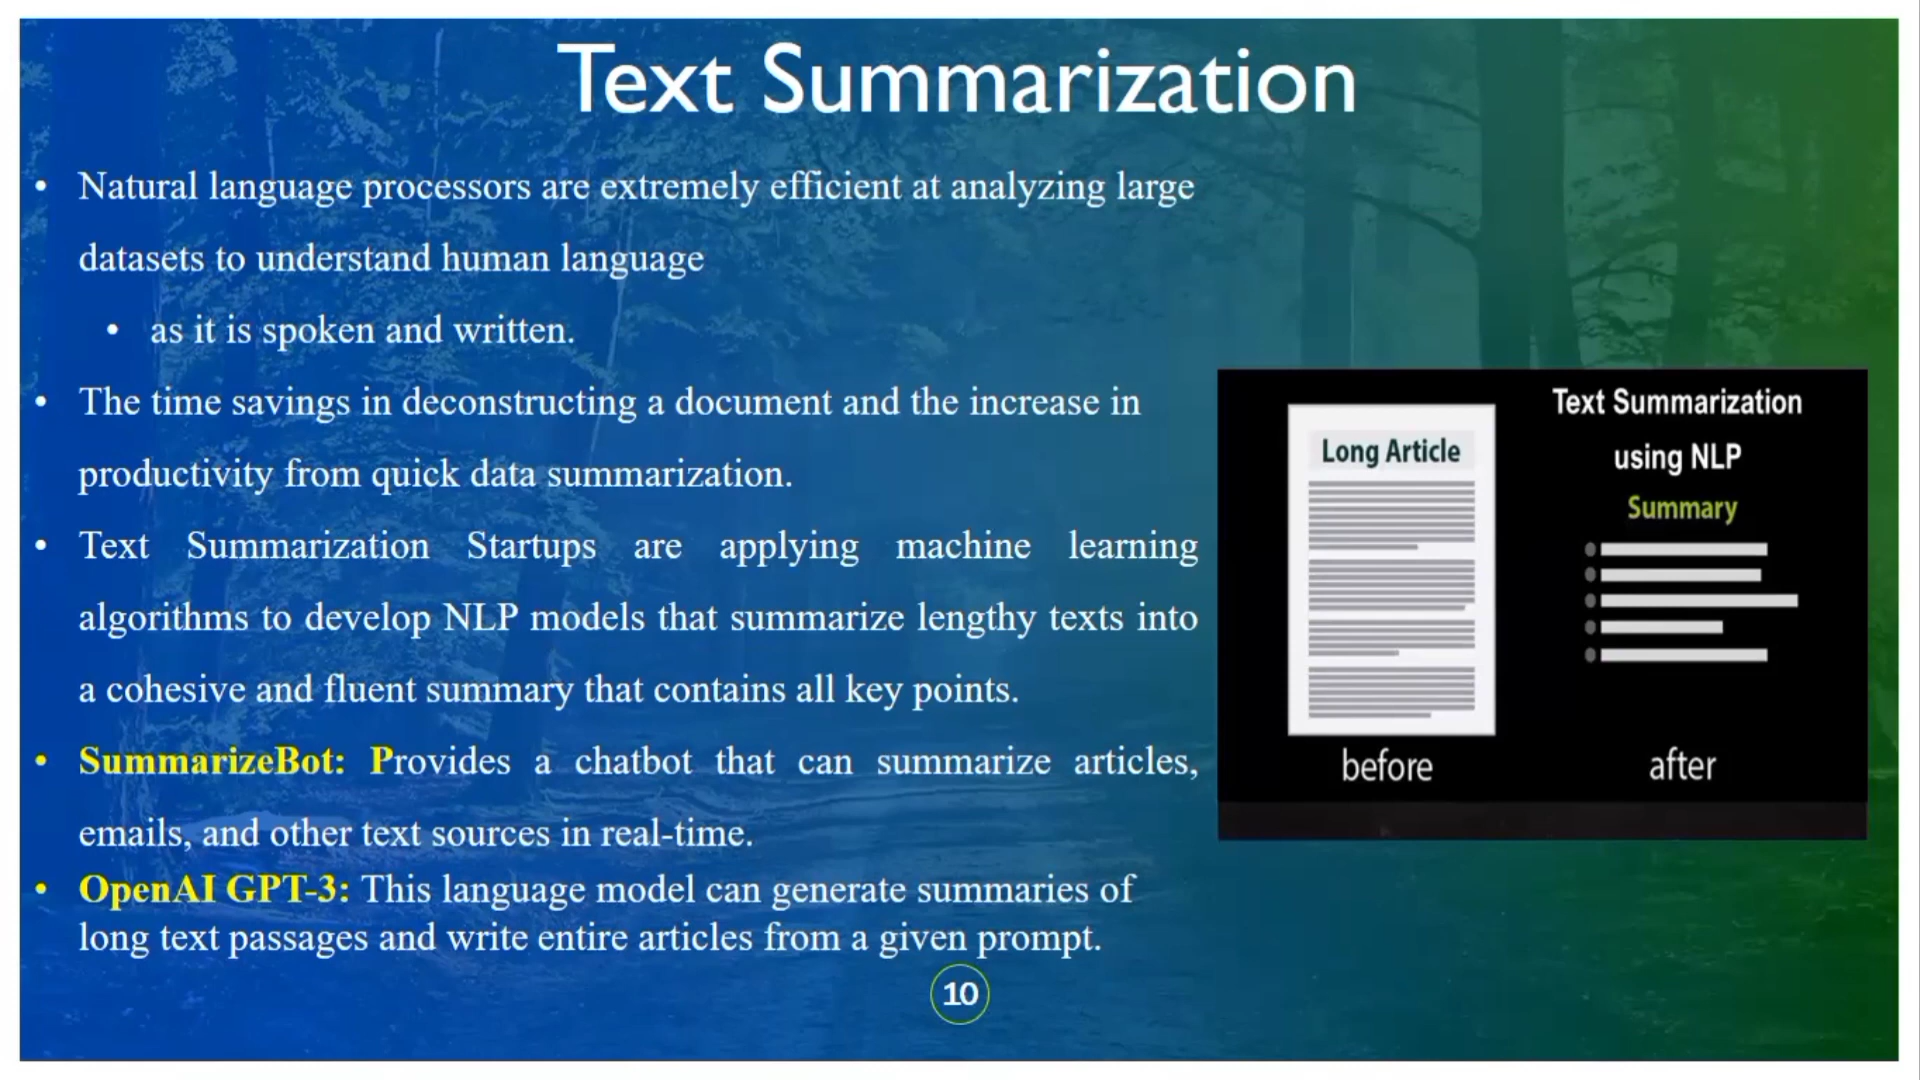 Text Summarization
• Natural language processors are extremely efficient at analyzing large
datasets to understand human language
• as it is spoken and written.
• The time savings in deconstructing a document and the increase in
productivity from quick data summarization.
• Text Summarization Startups are applying machine learning
algorithms to develop NLP models that summarize lengthy texts into
a cohesive and fluent summary that contains all key points.
• SummarizeBot: Provides a chatbot that can summarize articles,
emails, and other text sources in real-time.
• OpenAI GPT-3: This language model can generate summaries of
long text passages and write entire articles from a given prompt.
Long Article
before
Text Summarization
using NLP
Summary
after
10